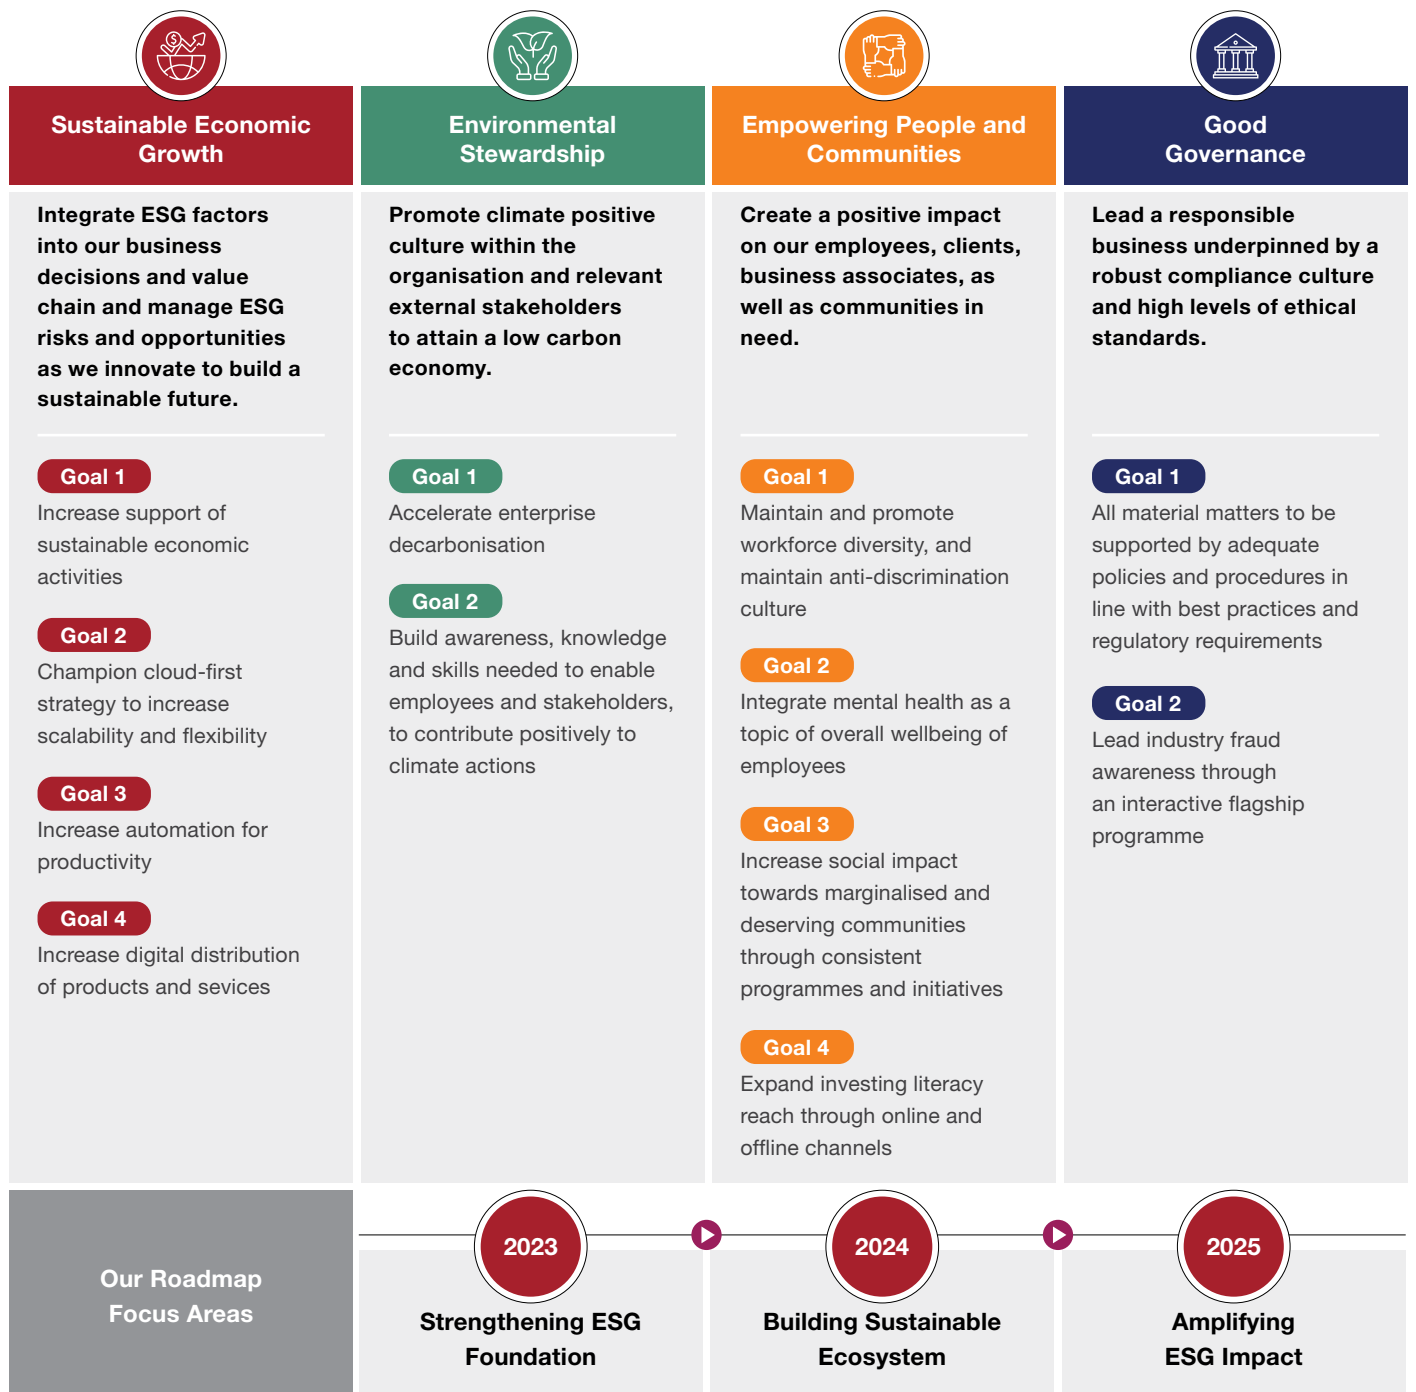 Sustainable Economic
Growth
Integrate ESG factors
into our business
decisions and value
chain and manage ESG
risks and opportunities
as we innovate to build a
sustainable future.
Goal 1
Increase support of
sustainable economic
activities
Goal 2
Champion cloud-first
strategy to increase
scalability and flexibility
Goal 3
Increase automation for
productivity
Goal 4
Increase digital distribution
of products and sevices
Environmental
Stewardship
Promote climate positive
culture within the
organisation and relevant
external stakeholders
to attain a low carbon
economy.
Goal 1
Accelerate enterprise
decarbonisation
Goal 2
Build awareness, knowledge
and skills needed to enable
employees and stakeholders,
to contribute positively to
climate actions
Empowering People and
Communities
Create a positive impact
on our employees, clients,
business associates, as
well as communities in
need.
Goal 1
Maintain and promote
workforce diversity, and
maintain anti-discrimination
culture
Goal 2
Integrate mental health as a
topic of overall wellbeing of
employees
Goal 3
Increase social impact
towards marginalised and
deserving communities
through consistent
programmes and initiatives
Goal 4
Expand investing literacy
reach through online and
offline channels
Good
Governance
Lead a responsible
business underpinned by a
robust compliance culture
and high levels of ethical
standards.
Goal 1
All material matters to be
supported by adequate
policies and procedures in
line with best practices and
regulatory requirements
Goal 2
Lead industry fraud
awareness through
an interactive flagship
programme
Our Roadmap
Focus Areas
2023
Strengthening ESG
Foundation
2024
Building Sustainable
Ecosystem
2025
Amplifying
ESG Impact